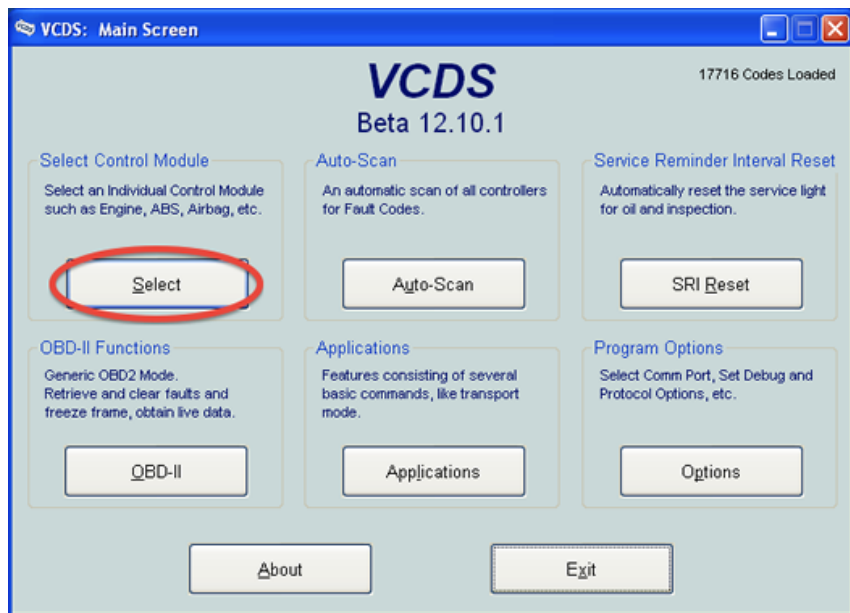 VCDS: Main Screen
VCDS
17716 Codes Loaded
Beta 12.10.1
Select Control Module
Select an Individual Control Module
such as Engine, ABS, Airbag, etc.
Select
Auto-Scan
An automatic scan of all controllers
for Fault Codes.
Auto-Scan
Service Reminder Interval Reset
Automatically reset the service light
for oil and inspection.
SRI Reset
OBD-II Functions
Generic OBD2 Mode.
Retrieve and clear faults and
freeze frame, obtain live data.
OBD-II
Applications
Features consisting of several
basic commands, like transport
mode.
Applications
Program Options
Select Comm Port, Set Debug and
Protocol Options, etc.
Options
About
Exit